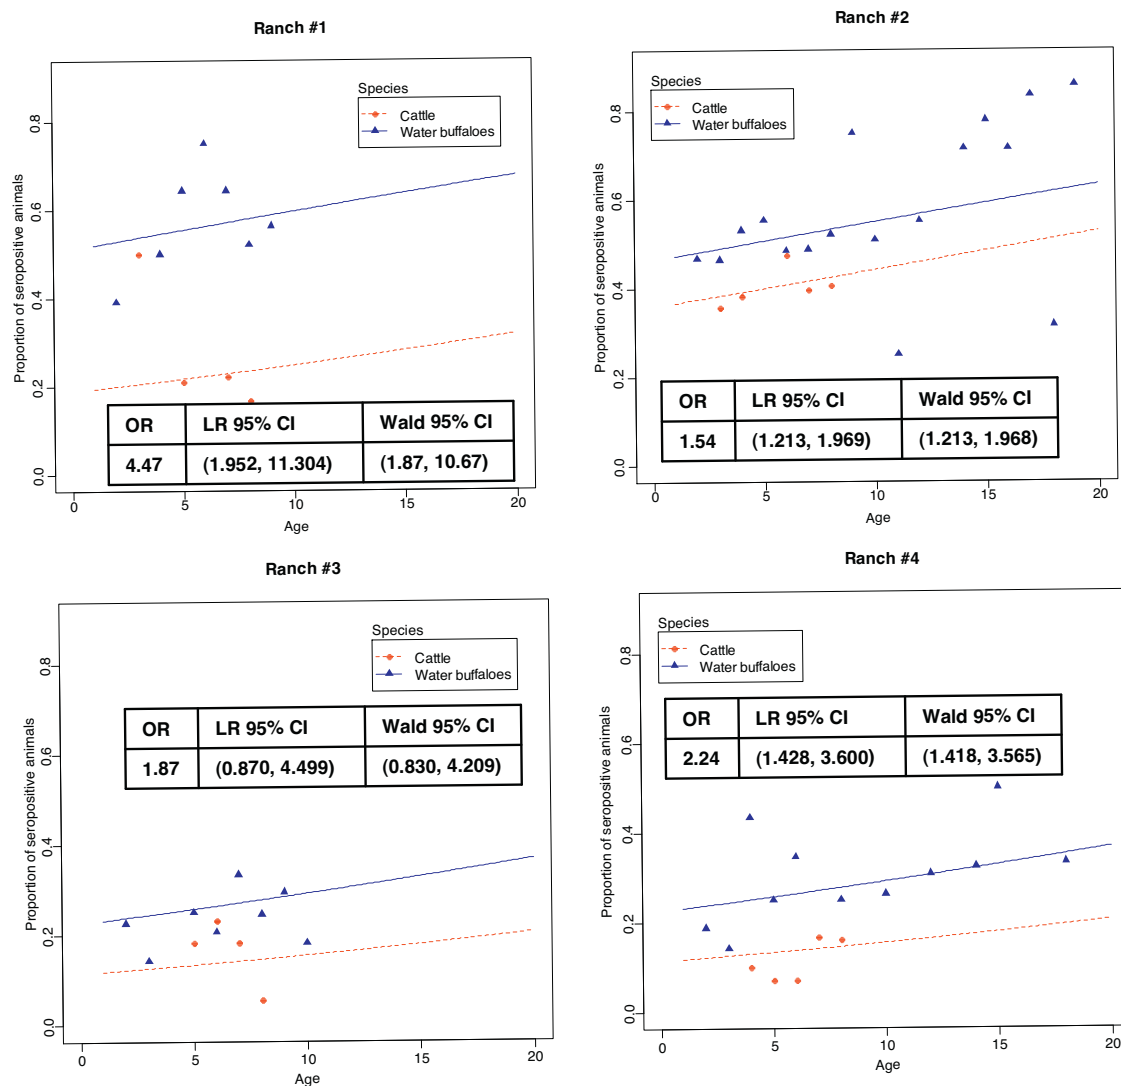 Ranch #1
Species
Cattle
Water buffaloes
Proportion of seropositive animals
0.8
0.6
0.4
0.2
0.0
OR LR 95% CI Wald 95% CI
4.47 (1.952, 11.304) (1.87, 10.67)
0 5 10 15 20
Age
Ranch #2
Species
Cattle
Water buffaloes
Proportion of seropositive animals
0.8
0.6
0.4
0.2
0.0
OR LR 95% CI Wald 95% CI
1.54 (1.213, 1.969) (1.213, 1.968)
0 5 10 15 20
Age
Ranch #3
Species
Cattle
Water buffaloes
Proportion of seropositive animals
0.8
0.6
0.4
0.2
0.0
OR LR 95% CI Wald 95% CI
1.87 (0.870, 4.499) (0.830, 4.209)
0 5 10 15 20
Age
Ranch #4
Species
Cattle
Water buffaloes
Proportion of seropositive animals
0.8
0.6
0.4
0.2
0.0
OR LR 95% CI Wald 95% CI
2.24 (1.428, 3.600) (1.418, 3.565)
0 5 10 15 20
Age